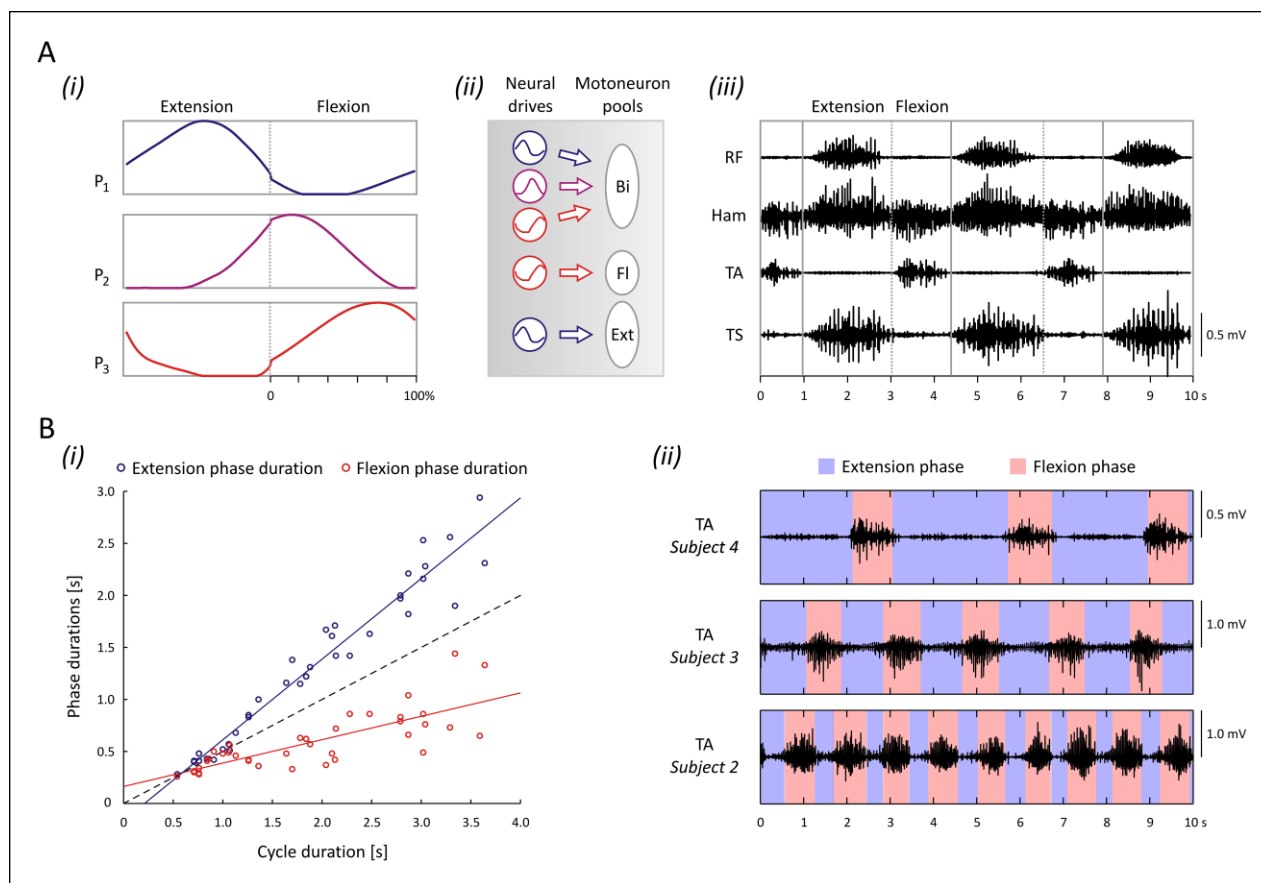 A
(i)
Extension Flexion
P1
P2
P3
0 100%
(ii)
Neural drives
Motoneuron pools
Bi
Fl
Ext
(iii)
Extension Flexion
RF
Ham
TA
TS
0.5 mV
0 1 2 3 4 5 6 7 8 9 10 s
B
(i)
Extension phase duration Flexion phase duration
Phase durations [s]
3.0
2.5
2.0
1.5
1.0
0.5
0
0 0.5 1.0 1.5 2.0 2.5 3.0 3.5 4.0
Cycle duration [s]
(ii)
Extension phase Flexion phase
TA
Subject 4
0.5 mV
TA
Subject 3
1.0 mV
TA
Subject 2
1.0 mV
0 1 2 3 4 5 6 7 8 9 10 s